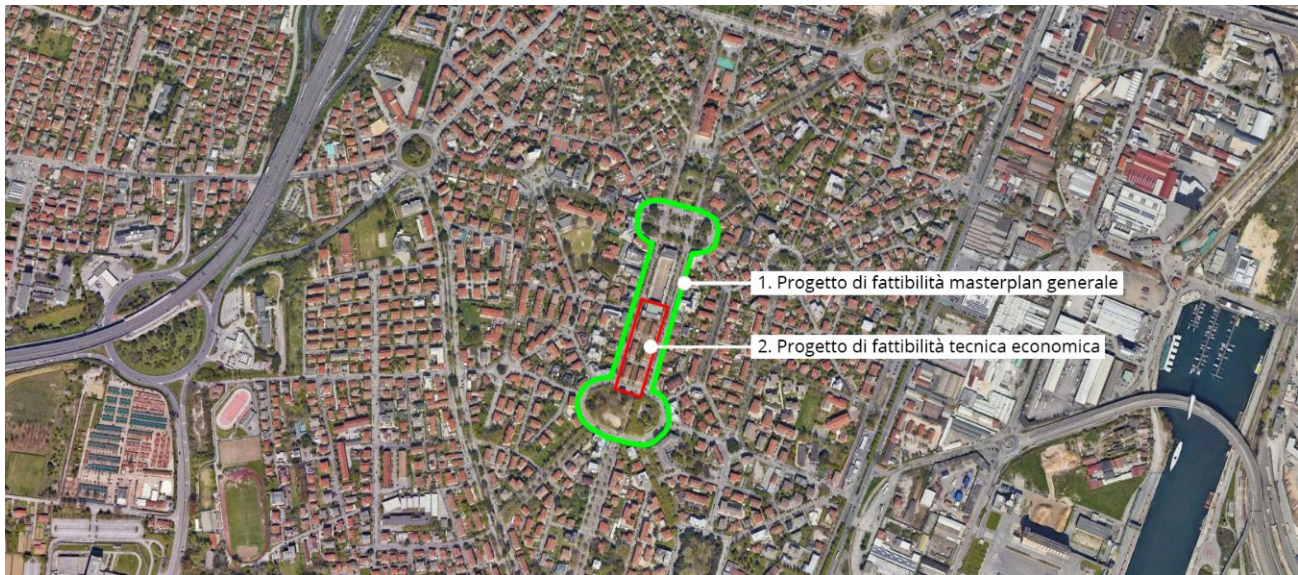 1. Progetto di fattibilità masterplan generale
2. Progetto di fattibilità tecnica economica